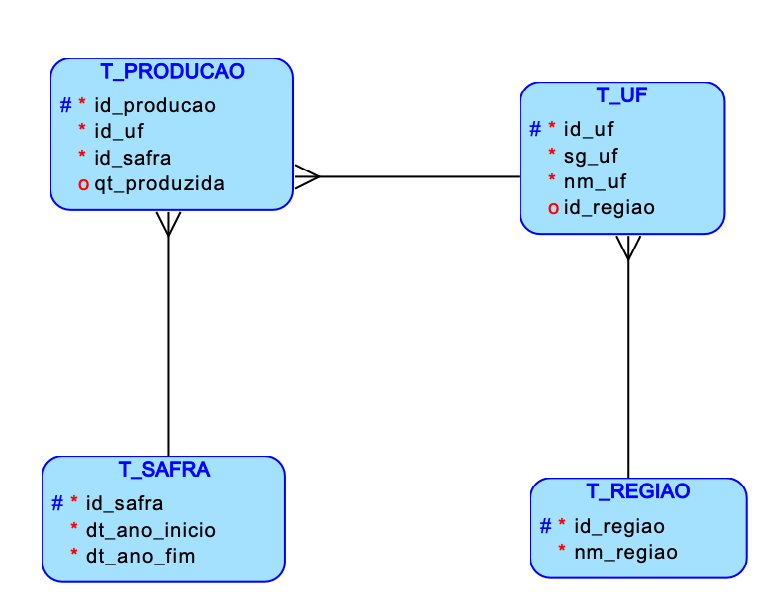 T_PRODUCAO
# * id_producao
* id_uf
* id_safra
o qt_produzida
T_UF
# * id_uf
* sg_uf
* nm_uf
o id_regiao
T_SAFRA
# * id_safra
* dt_ano_inicio
* dt_ano_fim
T_REGIAO
# * id_regiao
* nm_regiao